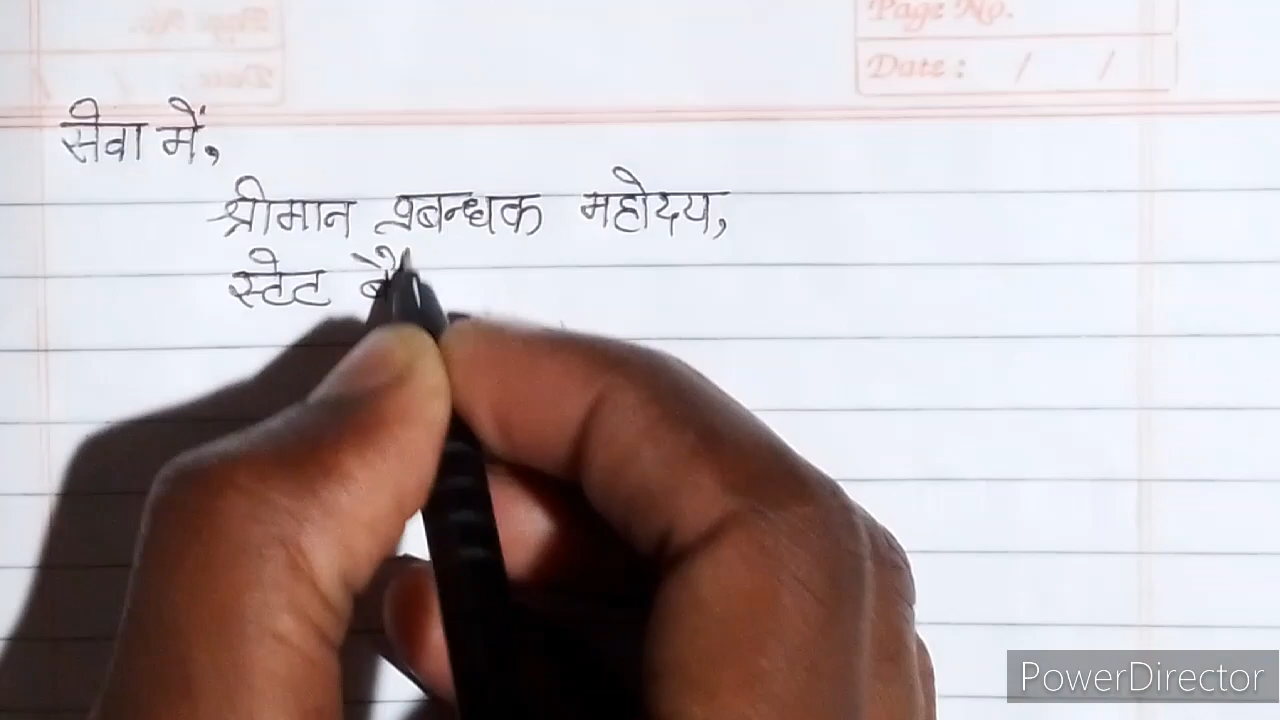 Page No.
Date : / /
सेवा में,
श्रीमान प्रबन्धक महोदय,
स्टेट बै
PowerDirector